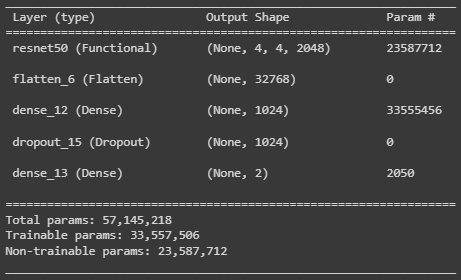 Layer (type) Output Shape Param #
resnet50 (Functional) (None, 4, 4, 2048) 23587712
flatten_6 (Flatten) (None, 32768) 0
dense_12 (Dense) (None, 1024) 33555456
dropout_15 (Dropout) (None, 1024) 0
dense_13 (Dense) (None, 2) 2050
Total params: 57,145,218
Trainable params: 33,557,506
Non-trainable params: 23,587,712